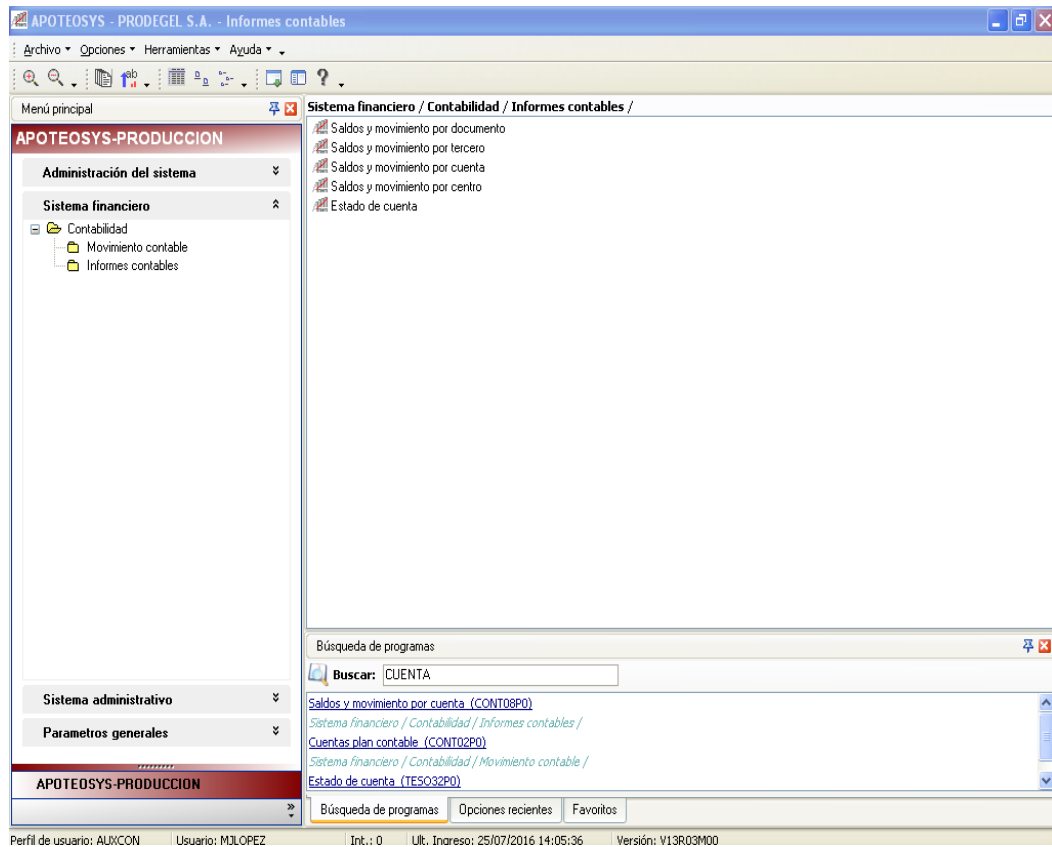 APOTEOSYS - PRODEGEL S.A. - Informes contables
Archivo Opciones Herramientas Ayuda
Menú principal
APOTEOSYS-PRODUCCION
Administración del sistema
Sistema financiero
Contabilidad
Movimiento contable
Informes contables
Sistema administrativo
Parametros generales
APOTEOSYS-PRODUCCION
Sistema financiero / Contabilidad / Informes contables /
Saldos y movimiento por documento
Saldos y movimiento por tercero
Saldos y movimiento por cuenta
Saldos y movimiento por centro
Estado de cuenta
Búsqueda de programas
Buscar: CUENTA
Saldos y movimiento por cuenta (CONT08P0)
Sistema financiero / Contabilidad / Informes contables /
Cuentas plan contable (CONT02P0)
Sistema financiero / Contabilidad / Movimiento contable /
Estado de cuenta (TESO32P0)
Búsqueda de programas Opciones recientes Favoritos
Perfil de usuario: AUXCON Usuario: MJLOPEZ Int.: 0 Ult. Ingreso: 25/07/2016 14:05:36 Versión: V13R03M00